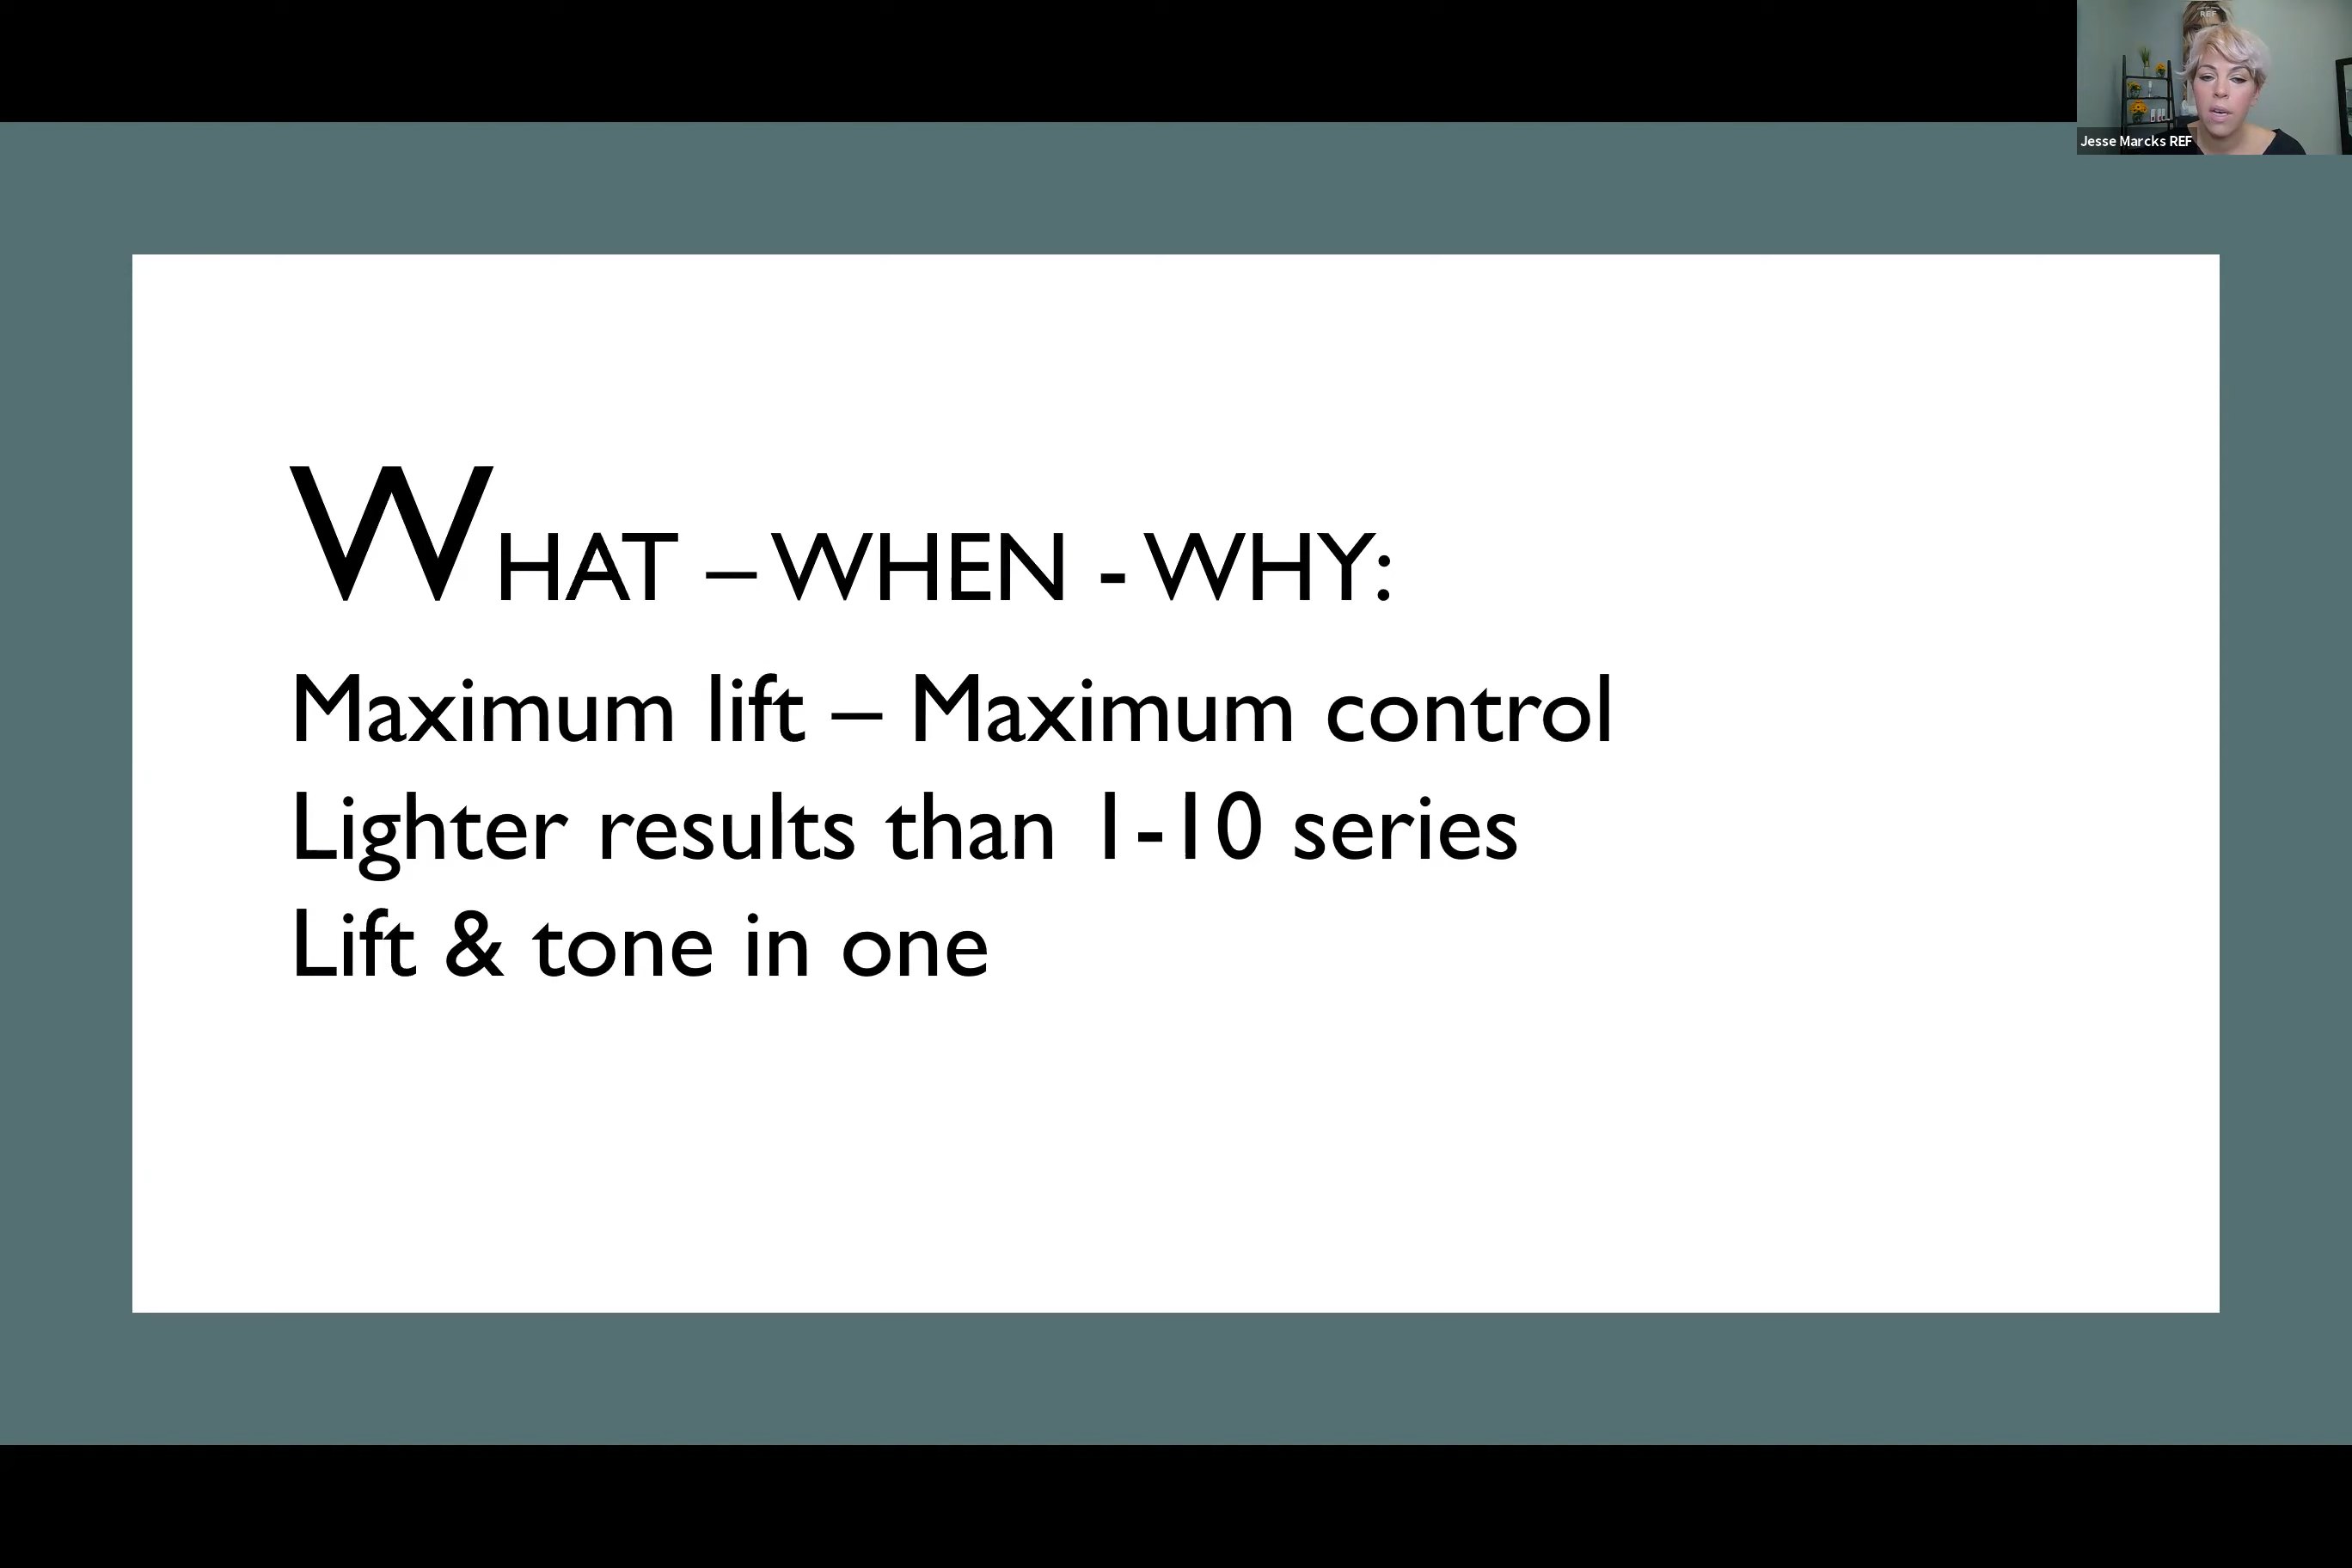 REF
Jesse Marcks REF
WHAT – WHEN - WHY:
Maximum lift – Maximum control
Lighter results than 1-10 series
Lift & tone in one